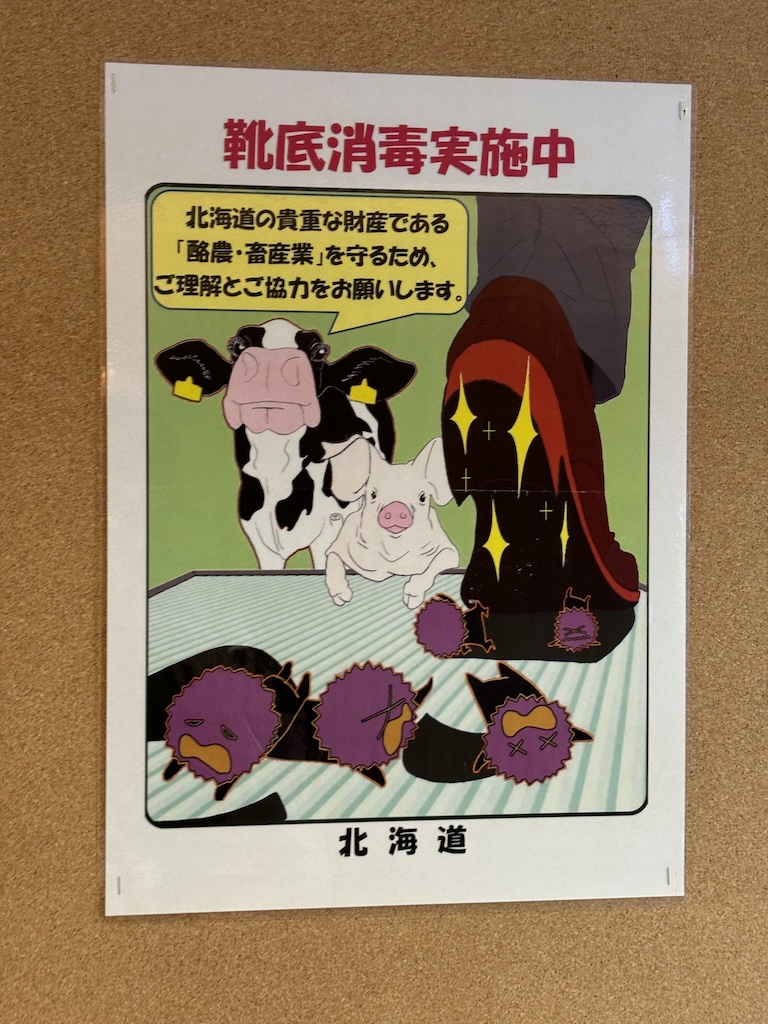 靴底消毒実施中
北海道の貴重な財産である
「酪農・畜産業」を守るため、
ご理解とご協力をお願いします。
北海道